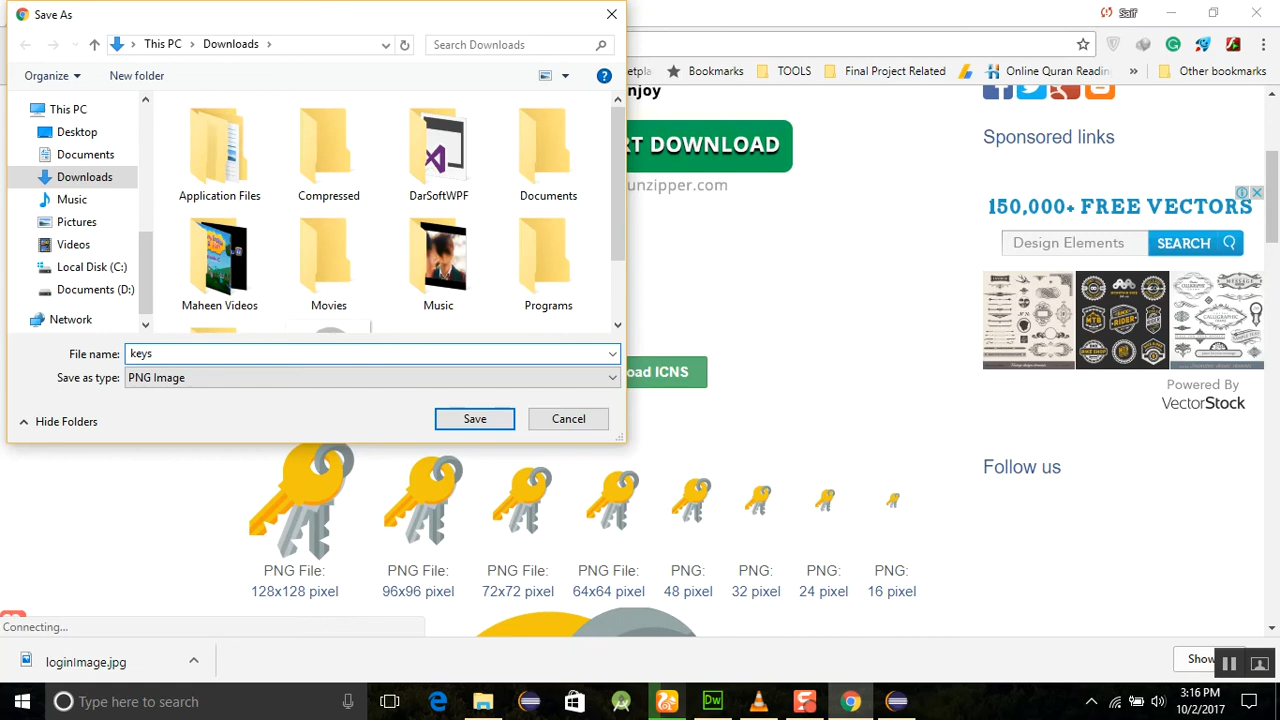 Save As
Saif
This PC
Downloads
Search Downloads
Organize
New folder
Bookmarks
TOOLS
Final Project Related
Online Quran Readin
»
Other bookmarks
This PC
Desktop
Documents
Downloads
Music
Pictures
Videos
Local Disk (C:)
Documents (D:)
Network
Application Files
Compressed
DarSoftWPF
Documents
Maheen Videos
Movies
Music
Programs
File name:
keys
Save as type:
PNG Image
Hide Folders
Save
Cancel
njoy
RT DOWNLOAD
unzipper.com
oad ICNS
Sponsored links
150,000+ FREE VECTORS
Design Elements
SEARCH
Powered By
VectorStock
Follow us
PNG File:
128x128 pixel
PNG File:
96x96 pixel
PNG File:
72x72 pixel
PNG File:
64x64 pixel
PNG:
48 pixel
PNG:
32 pixel
PNG:
24 pixel
PNG:
16 pixel
Connecting...
loginImage.jpg
Show
Type here to search
Dw
3:16 PM
10/2/2017